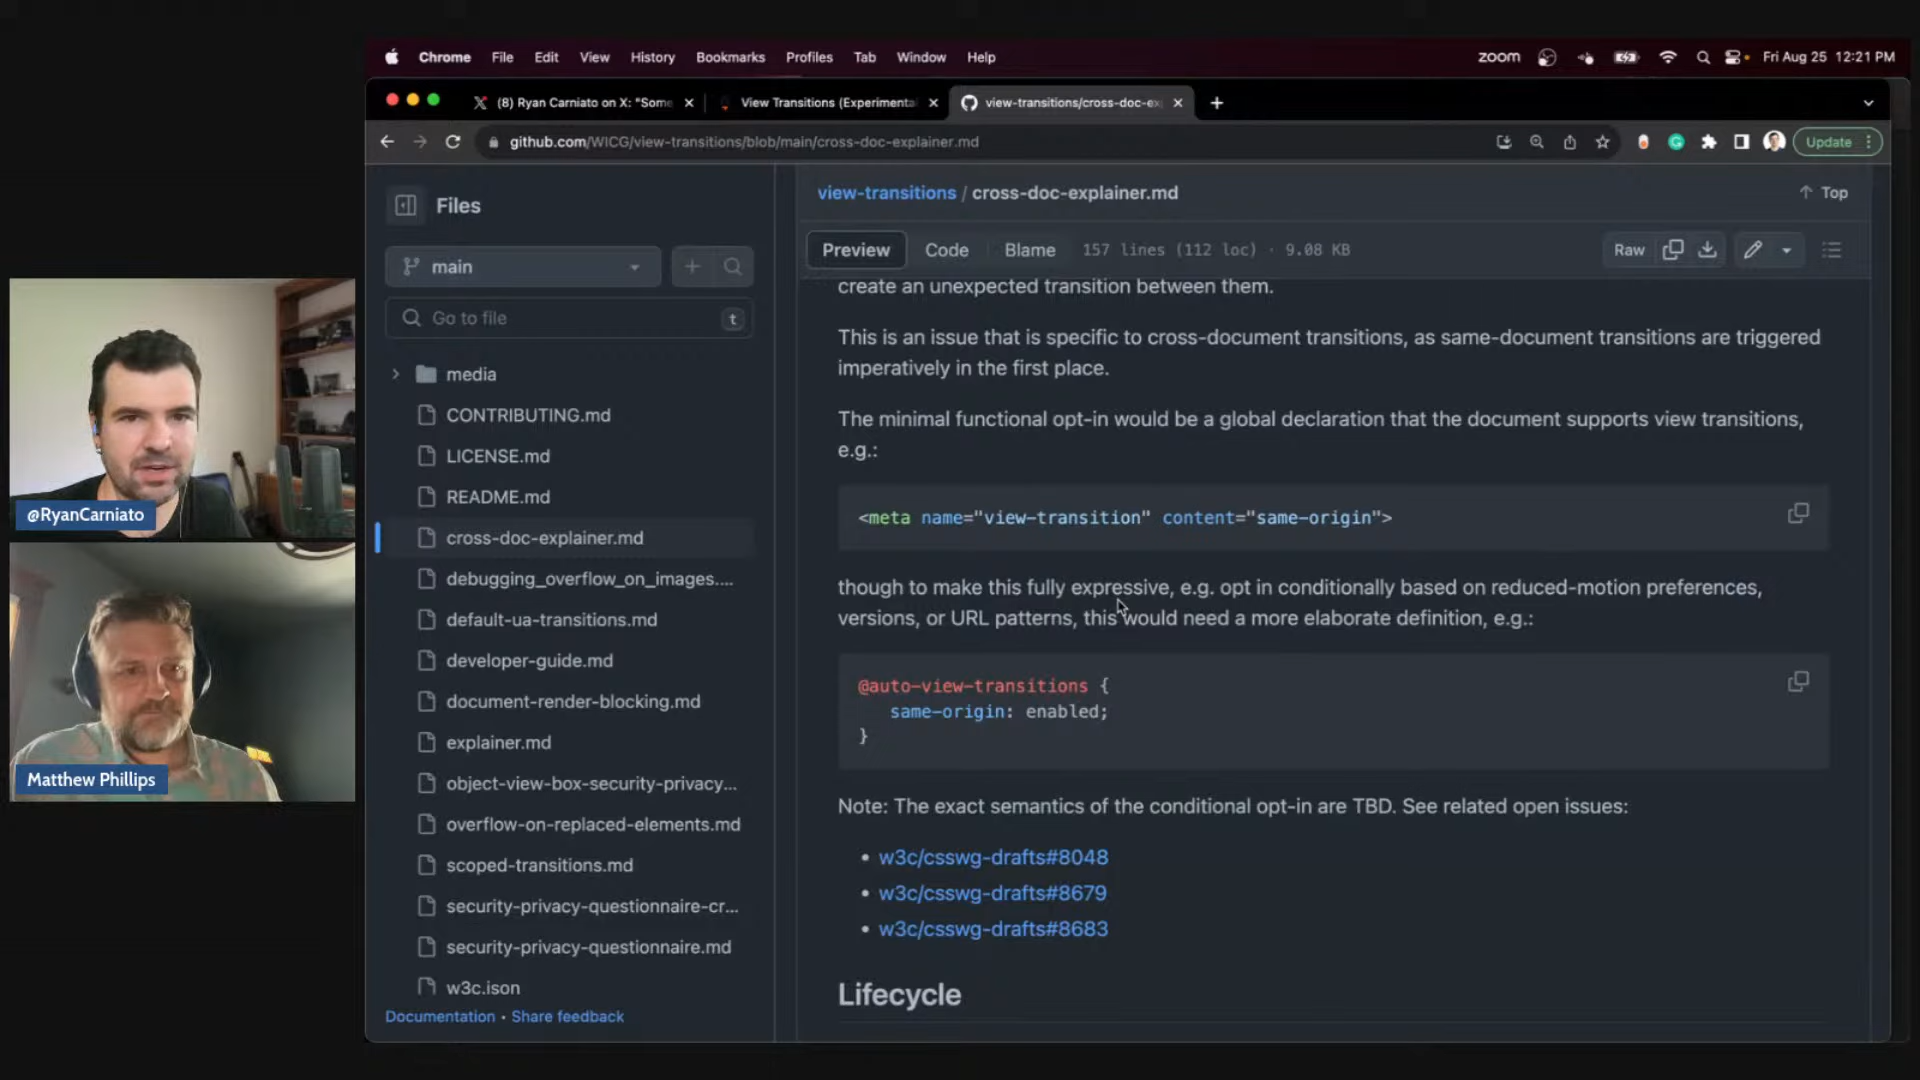 Chrome File Edit View History Bookmarks Profiles Tab Window Help zoom Fri Aug 25 12:21 PM
(8) Ryan Carniato on X: "Some
View Transitions (Experimenta
view-transitions/cross-doc-ex
github.com/WICG/view-transitions/blob/main/cross-doc-explainer.md
Update
Files
main
Go to file
t
media
CONTRIBUTING.md
LICENSE.md
README.md
cross-doc-explainer.md
debugging_overflow_on_images....
default-ua-transitions.md
developer-guide.md
document-render-blocking.md
explainer.md
object-view-box-security-privacy...
overflow-on-replaced-elements.md
scoped-transitions.md
security-privacy-questionnaire-cr...
security-privacy-questionnaire.md
w3c.json
Documentation • Share feedback
view-transitions / cross-doc-explainer.md
Top
Preview Code Blame 157 lines (112 loc) · 9.08 KB
Raw
create an unexpected transition between them.
This is an issue that is specific to cross-document transitions, as same-document transitions are triggered
imperatively in the first place.
The minimal functional opt-in would be a global declaration that the document supports view transitions,
e.g.:
<meta name="view-transition" content="same-origin">
though to make this fully expressive, e.g. opt in conditionally based on reduced-motion preferences,
versions, or URL patterns, this would need a more elaborate definition, e.g.:
@auto-view-transitions {
same-origin: enabled;
}
Note: The exact semantics of the conditional opt-in are TBD. See related open issues:
• w3c/csswg-drafts#8048
• w3c/csswg-drafts#8679
• w3c/csswg-drafts#8683
Lifecycle
@RyanCarniato
Matthew Phillips